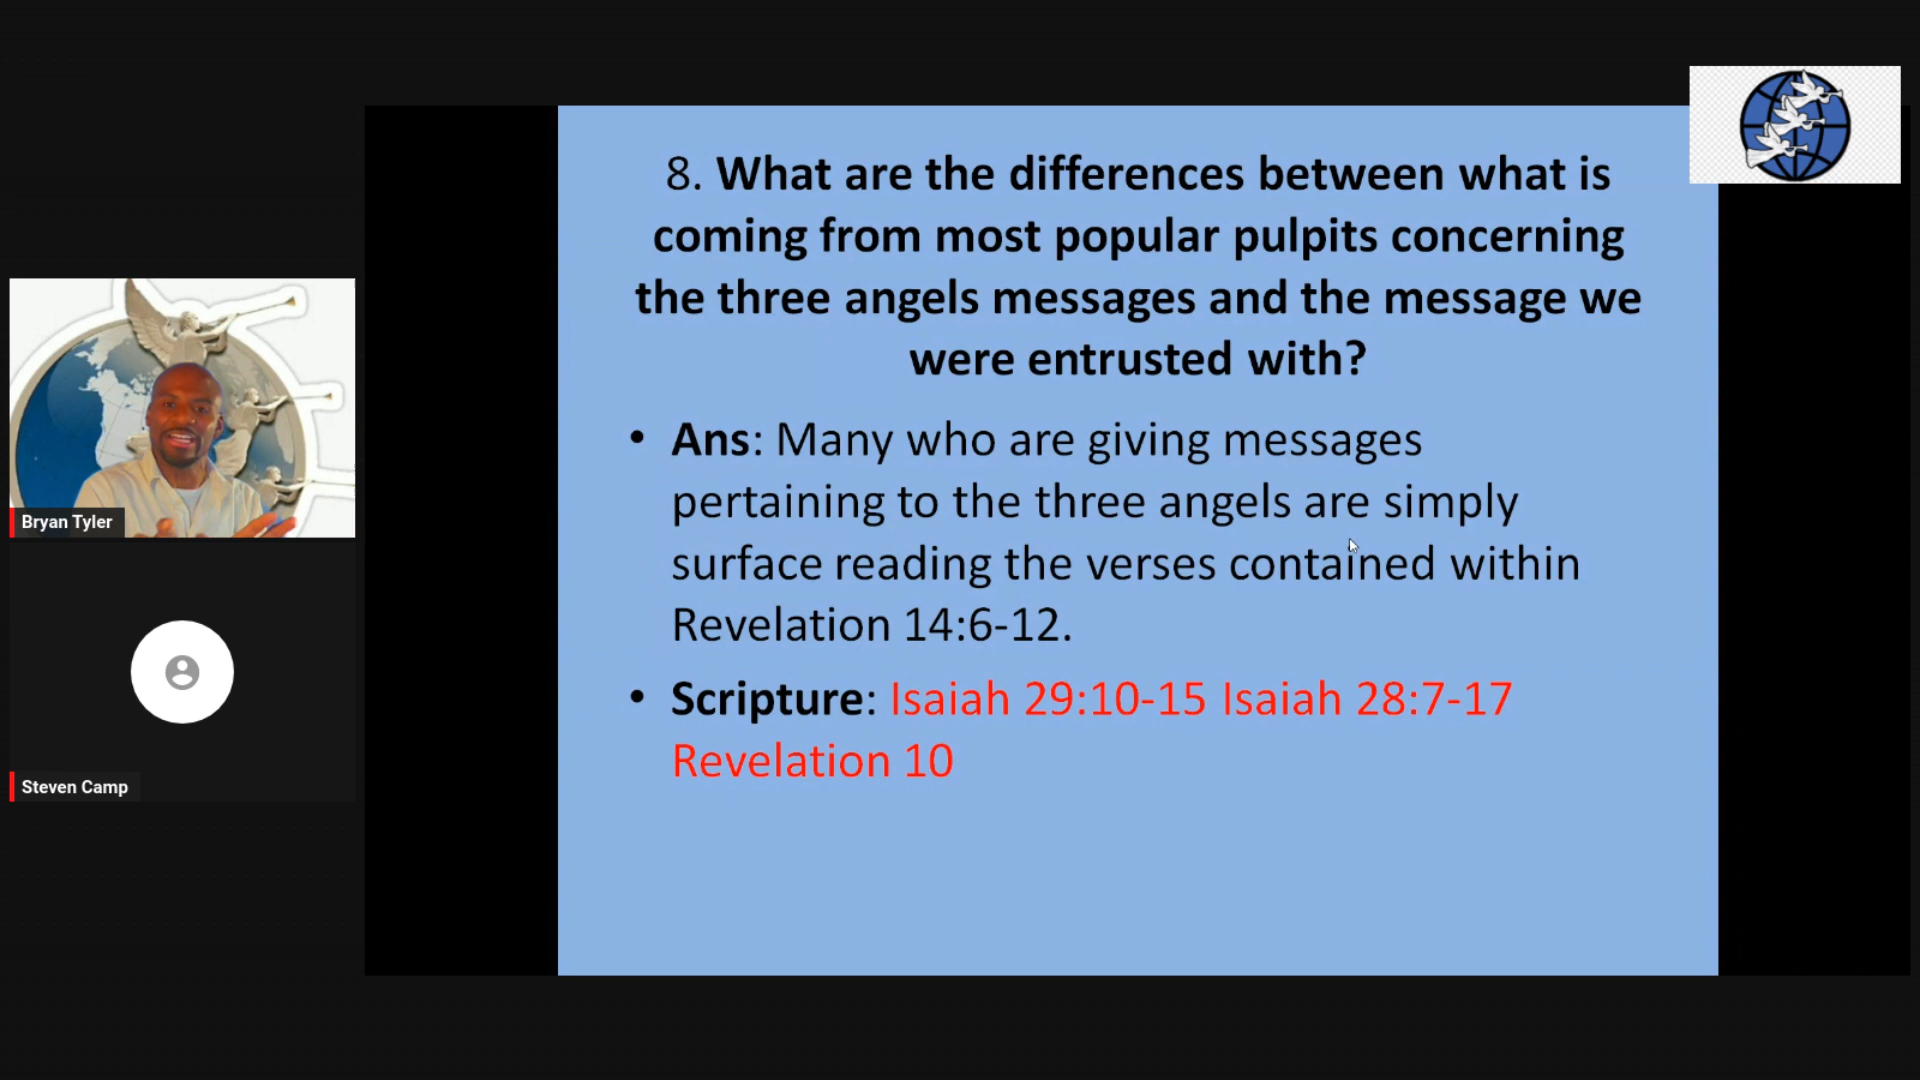 8. What are the differences between what is
coming from most popular pulpits concerning
the three angels messages and the message we
were entrusted with?
• Ans: Many who are giving messages
pertaining to the three angels are simply
surface reading the verses contained within
Revelation 14:6-12.
• Scripture: Isaiah 29:10-15 Isaiah 28:7-17
Revelation 10
Bryan Tyler
Steven Camp